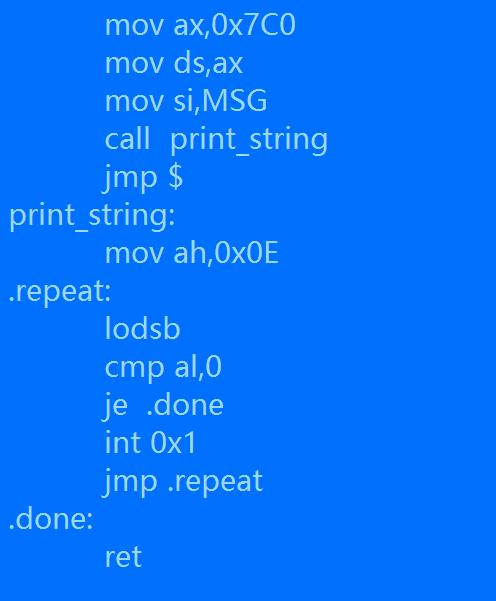 mov ax,0x7C0
mov ds,ax
mov si,MSG
call  print_string
jmp $
print_string:
mov ah,0x0E
.repeat:
lodsb
cmp al,0
je  .done
int 0x1
jmp .repeat
.done:
ret